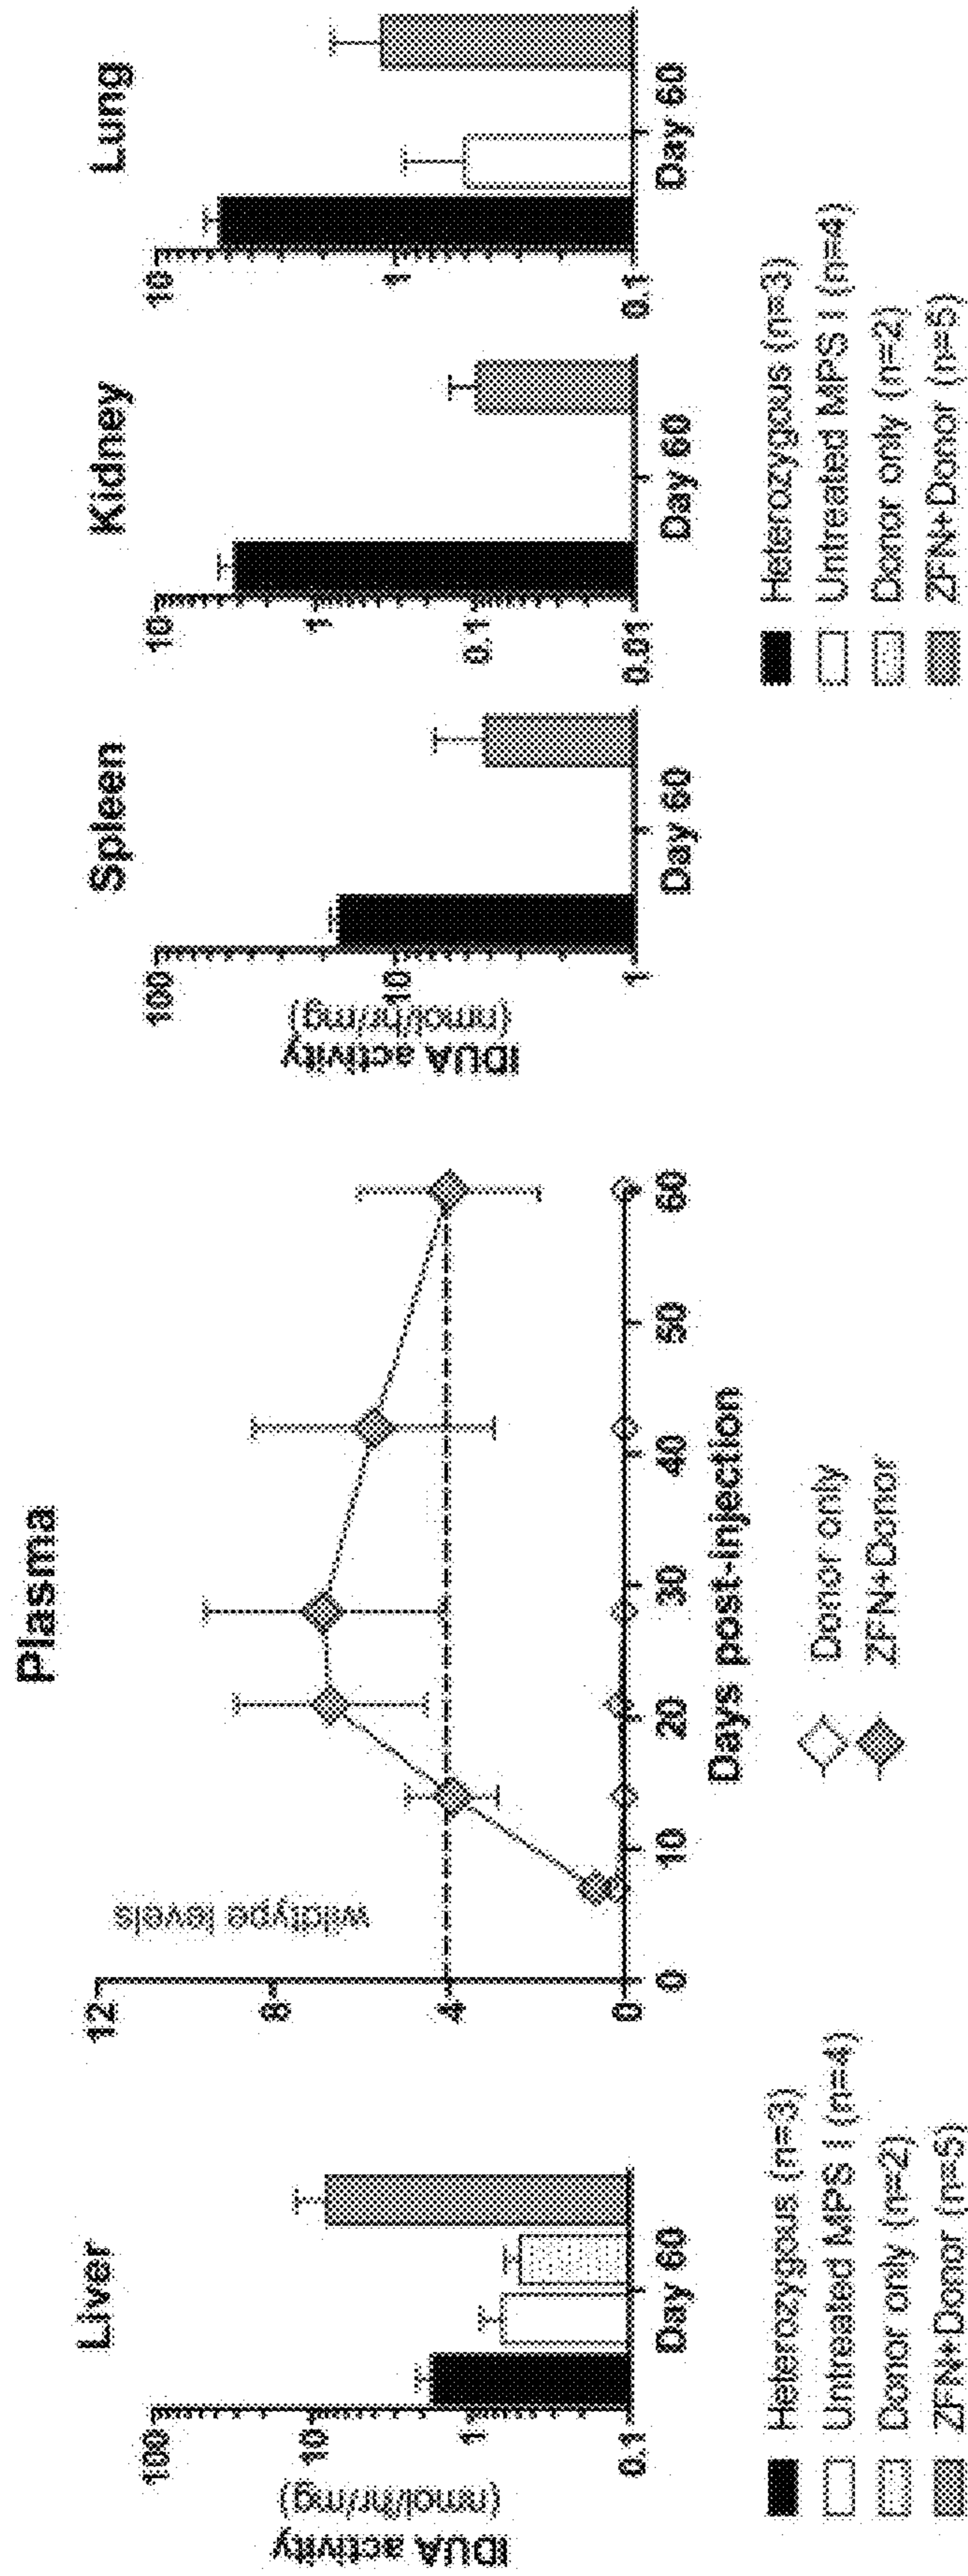 Liver
IDUA activity
(nmol/hr/mg)
100
10
1
0.1
Day 60
Heterozygous (n=3)
Untreated MPS I (n=4)
Donor only (n=2)
ZFN+Donor (n=5)
Plasma
12
8
4
0
wildtype levels
0 10 20 30 40 50 60
Days post-injection
Donor only
ZFN+Donor
Spleen
IDUA activity
(nmol/hr/mg)
100
10
1
Day 60
Kidney
10
1
0.1
0.01
Day 60
Lung
10
1
0.1
Day 60
Heterozygous (n=3)
Untreated MPS I (n=4)
Donor only (n=2)
ZFN+Donor (n=5)